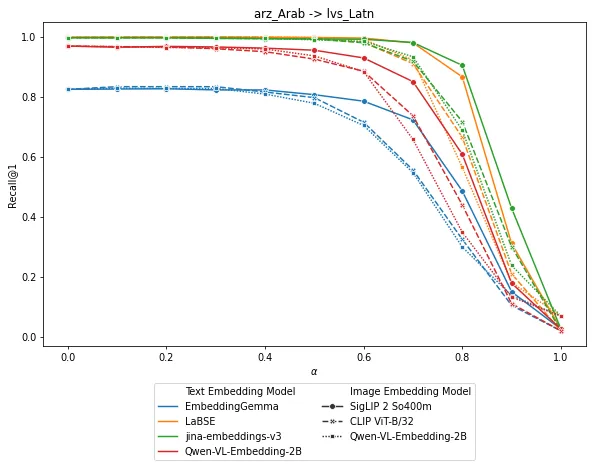 arz_Arab -> lvs_Latn
Recall@1
1.0
0.8
0.6
0.4
0.2
0.0
0.0
0.2
0.4
0.6
0.8
1.0
α
Text Embedding Model
EmbeddingGemma
LaBSE
jina-embeddings-v3
Qwen-VL-Embedding-2B
Image Embedding Model
SigLIP 2 So400m
CLIP ViT-B/32
Qwen-VL-Embedding-2B